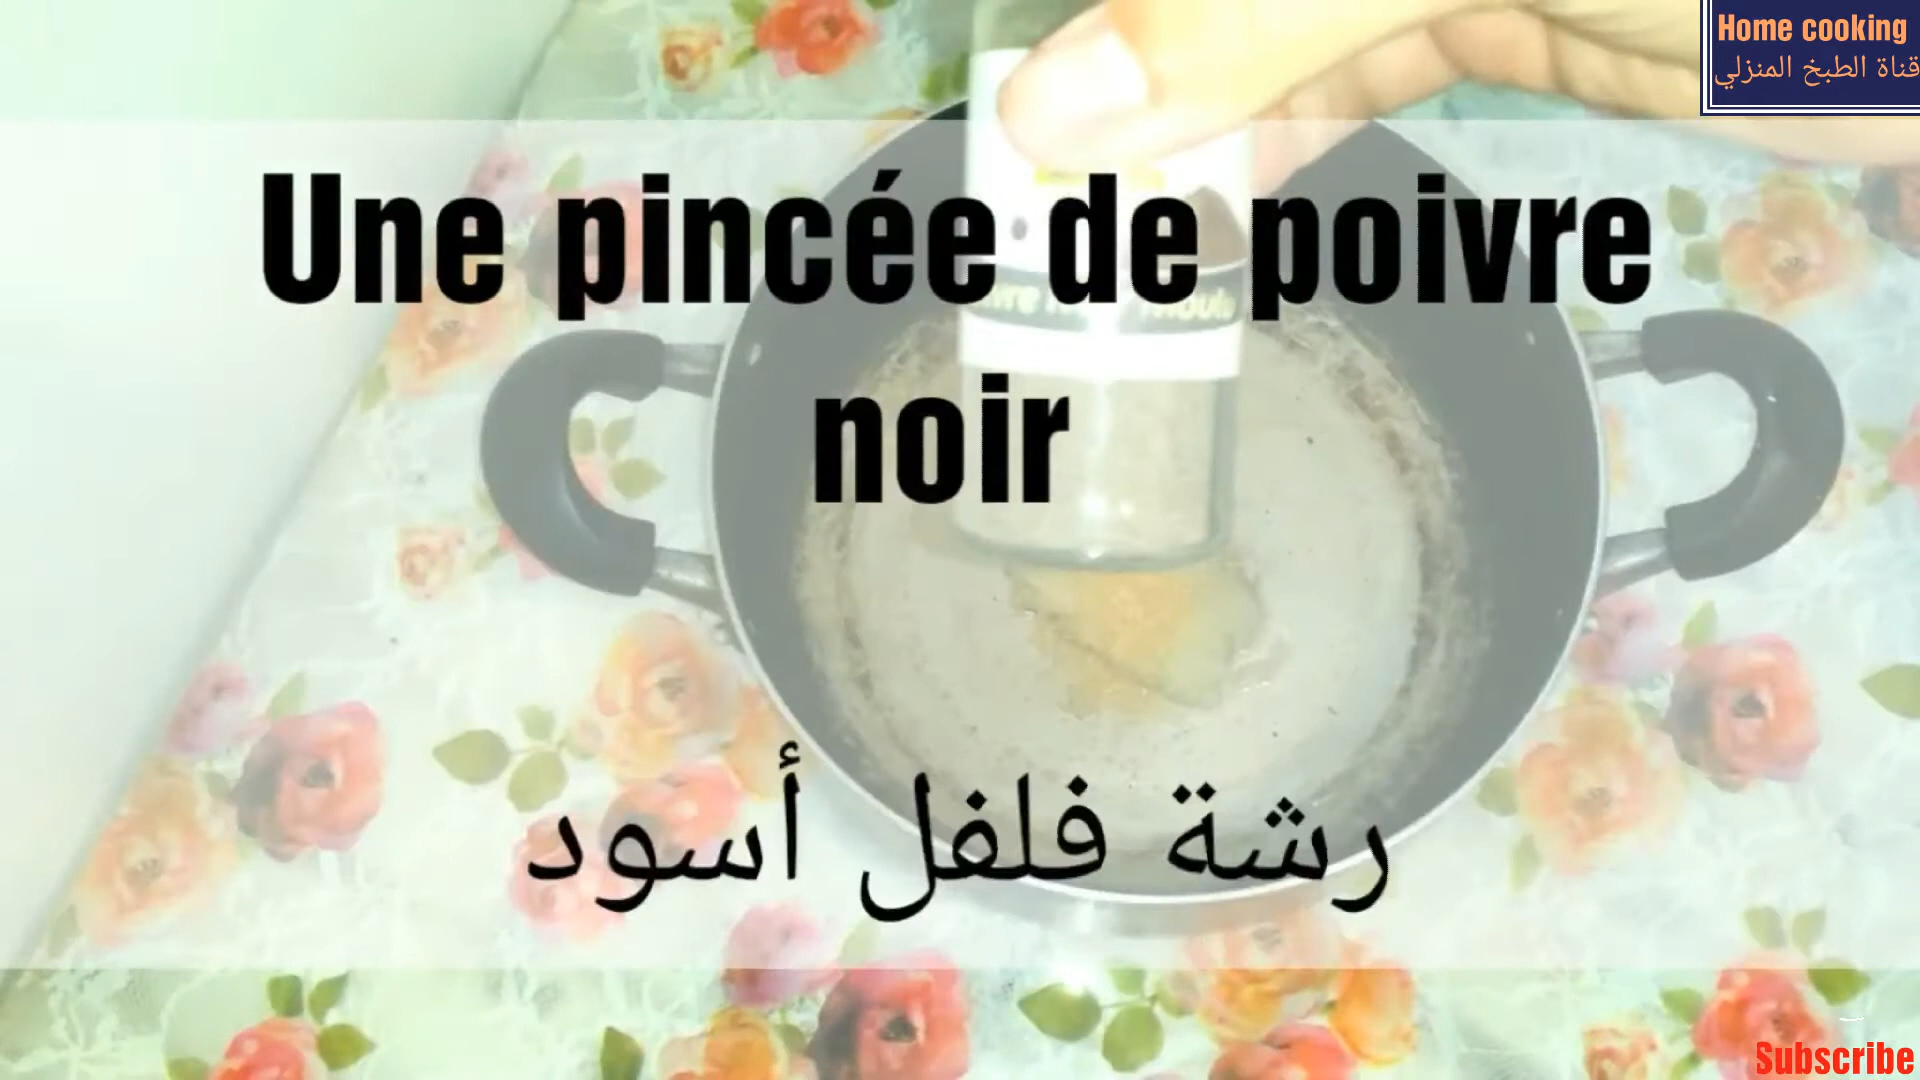 Home cooking
قناة الطبخ المنزلي
Une pincée de poivre
noir
رشة فلفل أسود
Subscribe